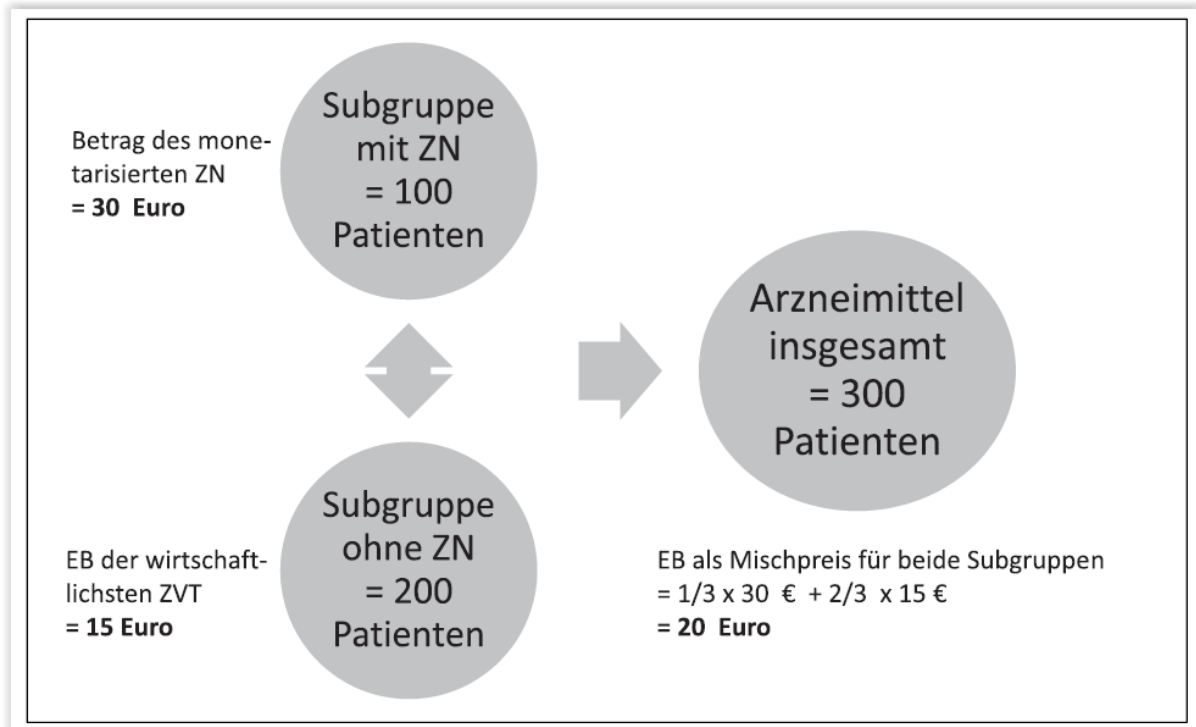 Betrag des mone-
tarisierten ZN
= 30 Euro
Subgruppe
mit ZN
= 100
Patienten
EB der wirtschaft-
lichsten ZVT
= 15 Euro
Subgruppe
ohne ZN
= 200
Patienten
Arzneimittel
insgesamt
= 300
Patienten
EB als Mischpreis für beide Subgruppen
= 1/3 x 30 € + 2/3 x 15 €
= 20 Euro